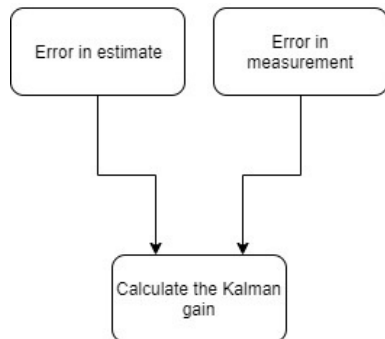 Error in estimate
Error in
measurement
Calculate the Kalman
gain